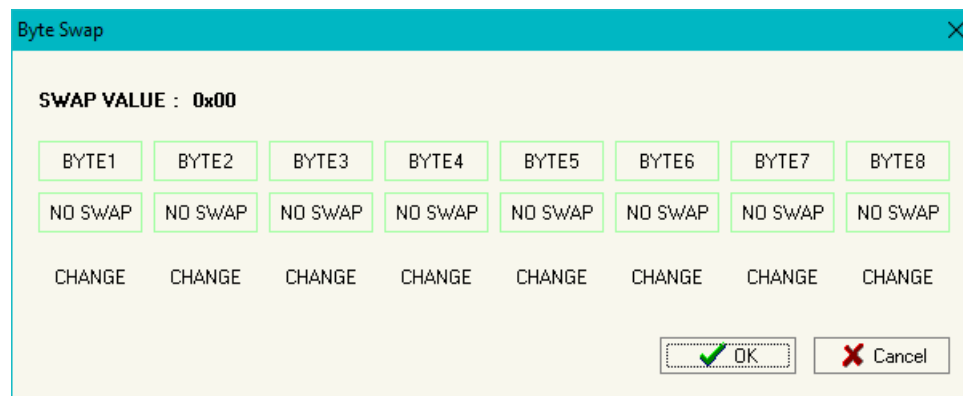 Byte Swap
SWAP VALUE : 0x00
BYTE1 BYTE2 BYTE3 BYTE4 BYTE5 BYTE6 BYTE7 BYTE8
NO SWAP NO SWAP NO SWAP NO SWAP NO SWAP NO SWAP NO SWAP NO SWAP
CHANGE CHANGE CHANGE CHANGE CHANGE CHANGE CHANGE CHANGE
OK Cancel